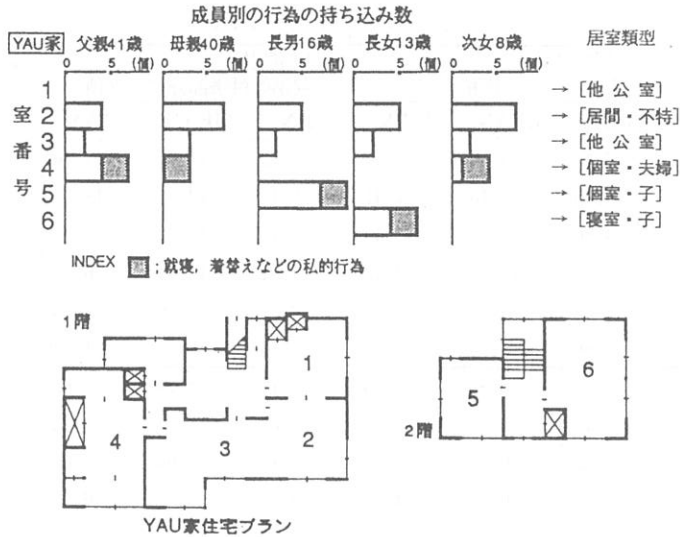 成員別の行為の持ち込み数
YAU家 父親41歳 母親40歳 長男16歳 長女13歳 次女8歳 居室類型
0 5 (個) 0 5 (個) 0 5 (個) 0 5 (個) 0 5 (個)
室番号
1 → [他 公 室]
2 → [居間・不特]
3 → [他 公 室]
4 → [個室・夫婦]
5 → [個室・子]
6 → [寝室・子]
INDEX ;就寝,着替えなどの私的行為
1階
1
2
3
4
5
6
2階
YAU家住宅プラン